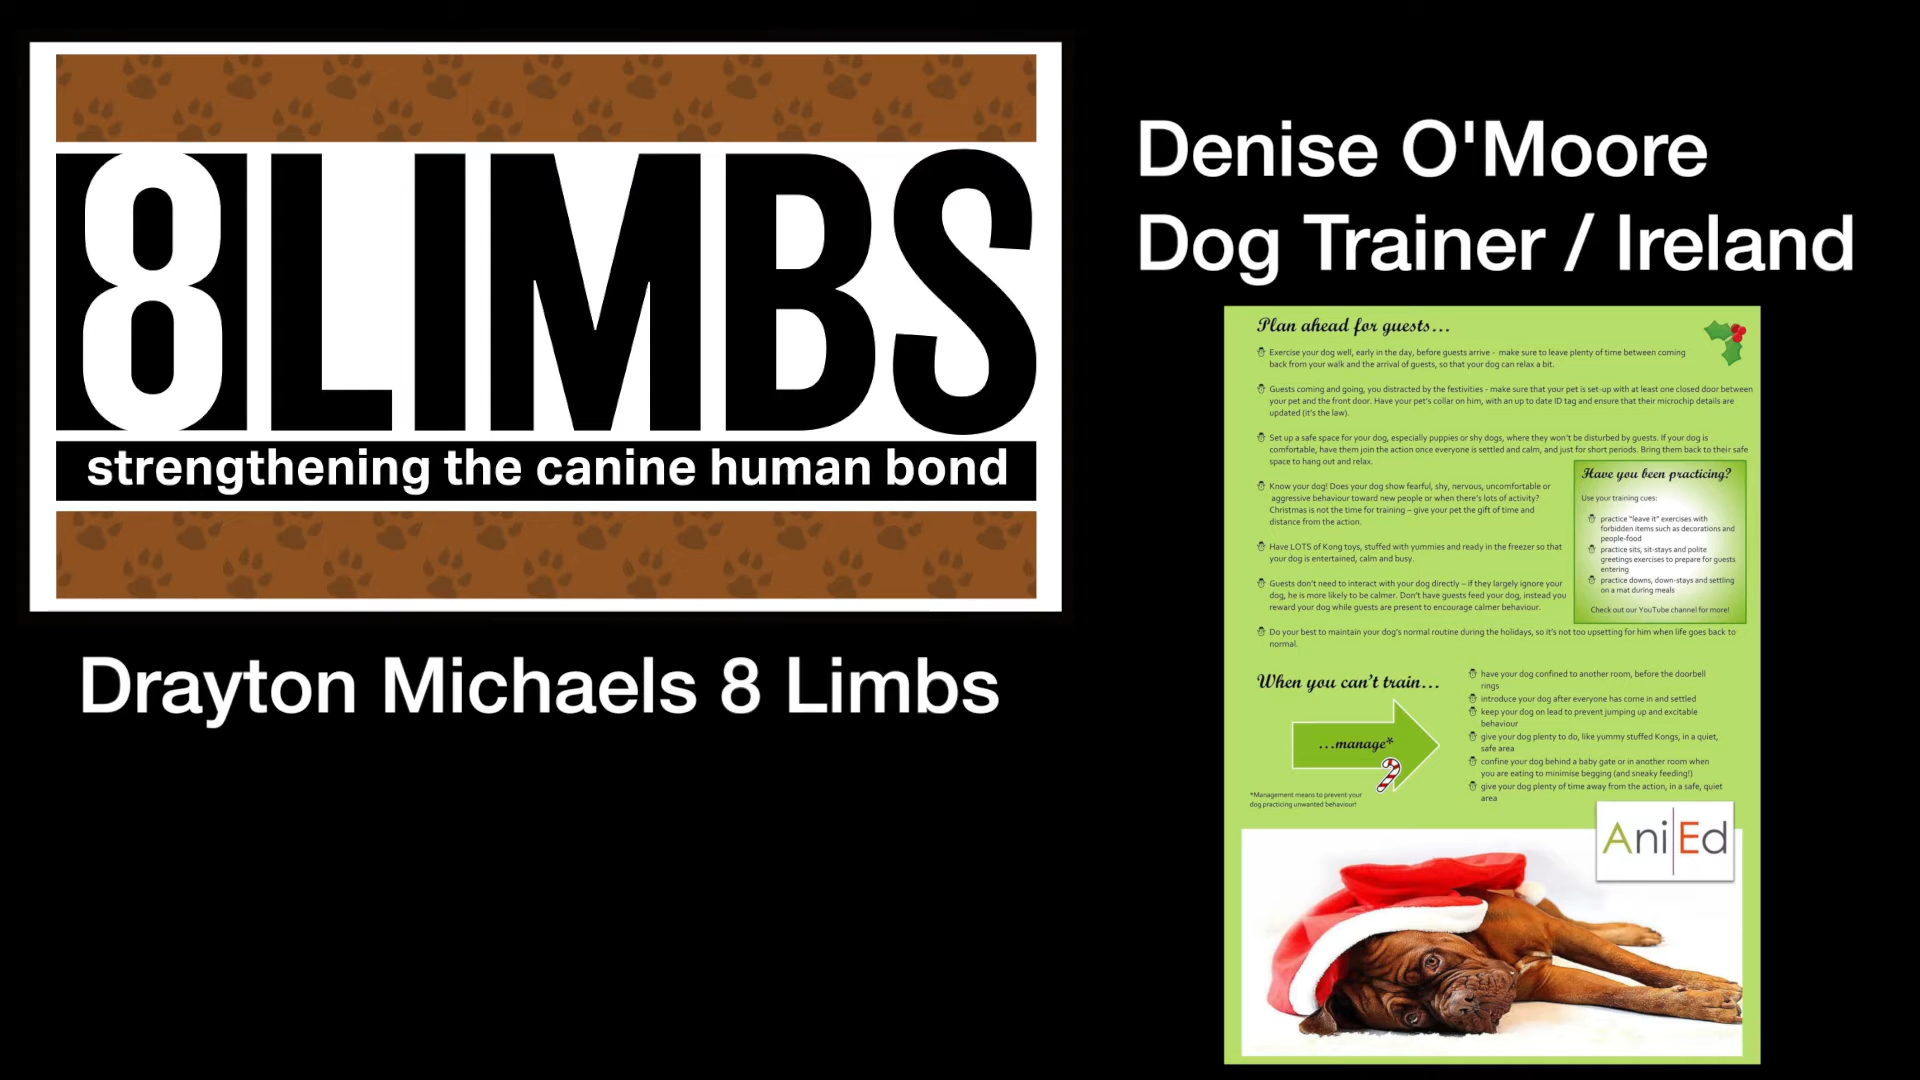 8LIMBS
strengthening the canine human bond
Drayton Michaels 8 Limbs
Denise O'Moore
Dog Trainer / Ireland
Plan ahead for guests...
Exercise your dog well, early in the day, before guests arrive - make sure to leave plenty of time between coming
back from your walk and the arrival of guests, so that your dog can relax a bit.
Guests coming and going, you distracted by the festivities - make sure that your pet is set-up with at least one closed door between
your pet and the front door. Have your pet's collar on him, with an up to date ID tag and ensure that their microchip details are
updated (it's the law).
Set up a safe space for your dog, especially puppies or shy dogs, where they won't be disturbed by guests. If your dog is
comfortable, have them join the action once everyone is settled and calm, and just for short periods. Bring them back to their safe
space to hang out and relax.
Know your dog! Does your dog show fearful, shy, nervous, uncomfortable or
aggressive behaviour toward new people or when there's lots of activity?
Christmas is not the time for training – give your pet the gift of time and
distance from the action.
Have LOTS of Kong toys, stuffed with yummies and ready in the freezer so that
your dog is entertained, calm and busy.
Guests don't need to interact with your dog directly – if they largely ignore your
dog, he is more likely to be calmer. Don't have guests feed your dog, instead you
reward your dog while guests are present to encourage calmer behaviour.
Do your best to maintain your dog's normal routine during the holidays, so it's not too upsetting for him when life goes back to
normal.
Have you been practicing?
Use your training cues:
practice "leave it" exercises with
forbidden items such as decorations and
people-food
practice sits, sit-stays and polite
greetings exercises to prepare for guests
entering
practice downs, down-stays and settling
on a mat during meals
Check out our YouTube channel for more!
When you can't train...
...manage*
*Management means to prevent your
dog practicing unwanted behaviour!
have your dog confined to another room, before the doorbell
rings
introduce your dog after everyone has come in and settled
keep your dog on lead to prevent jumping up and excitable
behaviour
give your dog plenty to do, like yummy stuffed Kongs, in a quiet,
safe area
confine your dog behind a baby gate or in another room when
you are eating to minimise begging (and sneaky feeding!)
give your dog plenty of time away from the action, in a safe, quiet
area
Ani|Ed